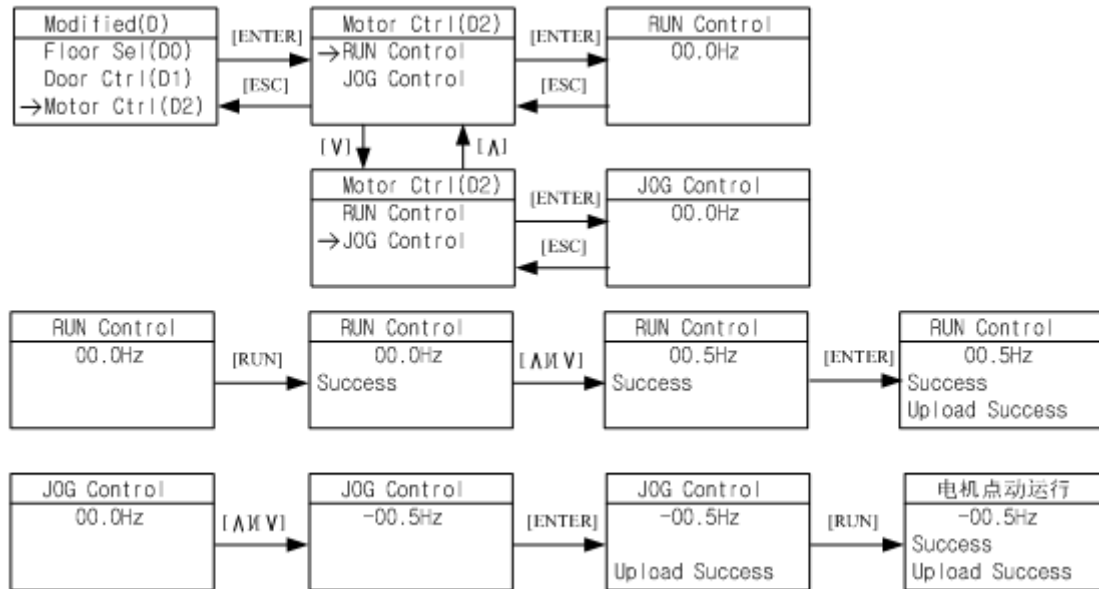 Modified(D)
Floor Sel(D0)
Door Ctrl(D1)
→Motor Ctrl(D2)
[ENTER]
[ESC]
Motor Ctrl(D2)
→RUN Control
JOG Control
[ENTER]
[ESC]
RUN Control
00.0Hz
[∨]
[∧]
Motor Ctrl(D2)
RUN Control
→JOG Control
[ENTER]
[ESC]
JOG Control
00.0Hz
RUN Control
00.0Hz
[RUN]
RUN Control
00.0Hz
Success
[∧][∨]
RUN Control
00.5Hz
Success
[ENTER]
RUN Control
00.5Hz
Success
Upload Success
JOG Control
00.0Hz
[∧][∨]
JOG Control
-00.5Hz
[ENTER]
JOG Control
-00.5Hz
Upload Success
[RUN]
电机点动运行
-00.5Hz
Success
Upload Success